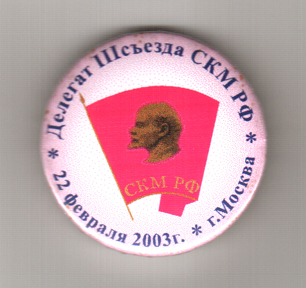 Делегат IIIсъезда СКМ РФ
СКМ РФ
22 февраля 2003г. * г.Москва *